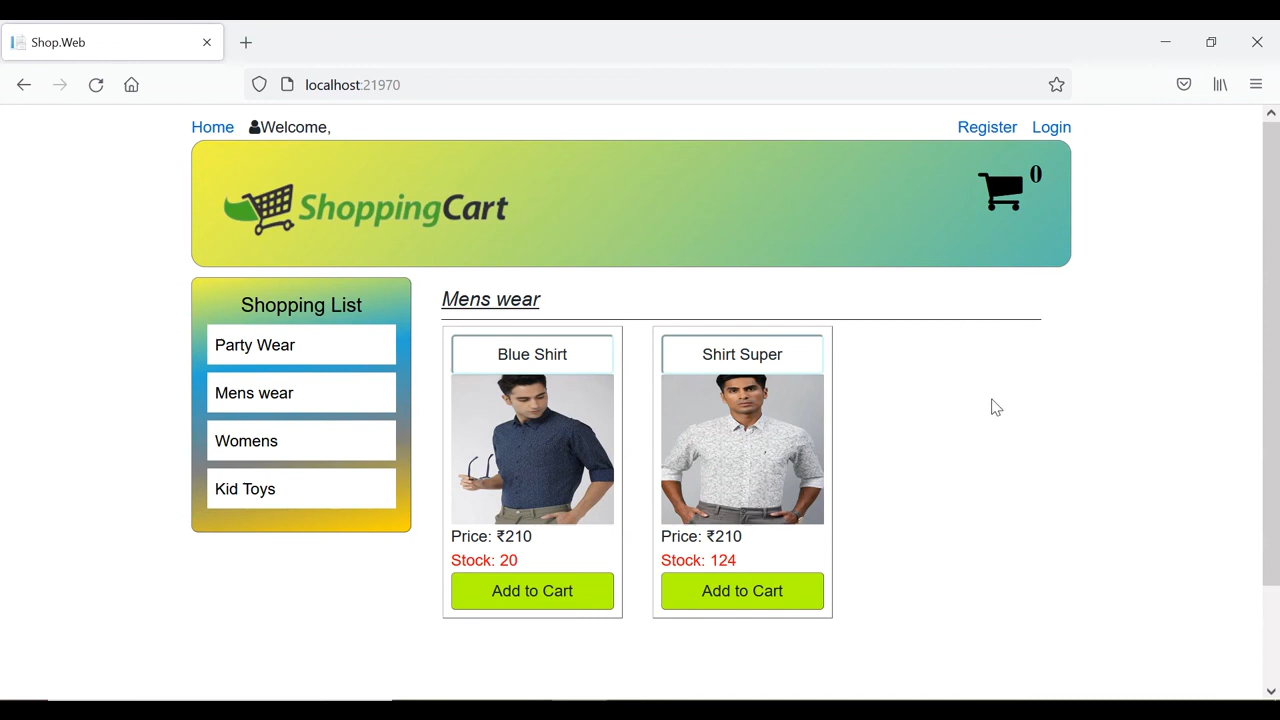 Shop.Web
localhost:21970
Home Welcome, Register Login
ShoppingCart 0
Shopping List
Party Wear
Mens wear
Womens
Kid Toys
Mens wear
Blue Shirt
Price: ₹210
Stock: 20
Add to Cart
Shirt Super
Price: ₹210
Stock: 124
Add to Cart